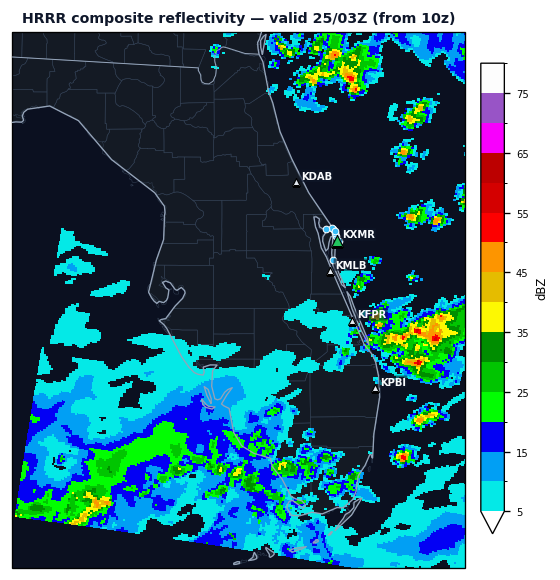 HRRR composite reflectivity — valid 25/03Z (from 10z)
KDAB
KXMR
KMLB
KFPR
KPBI
75
65
55
45
35
25
15
5
dBZ